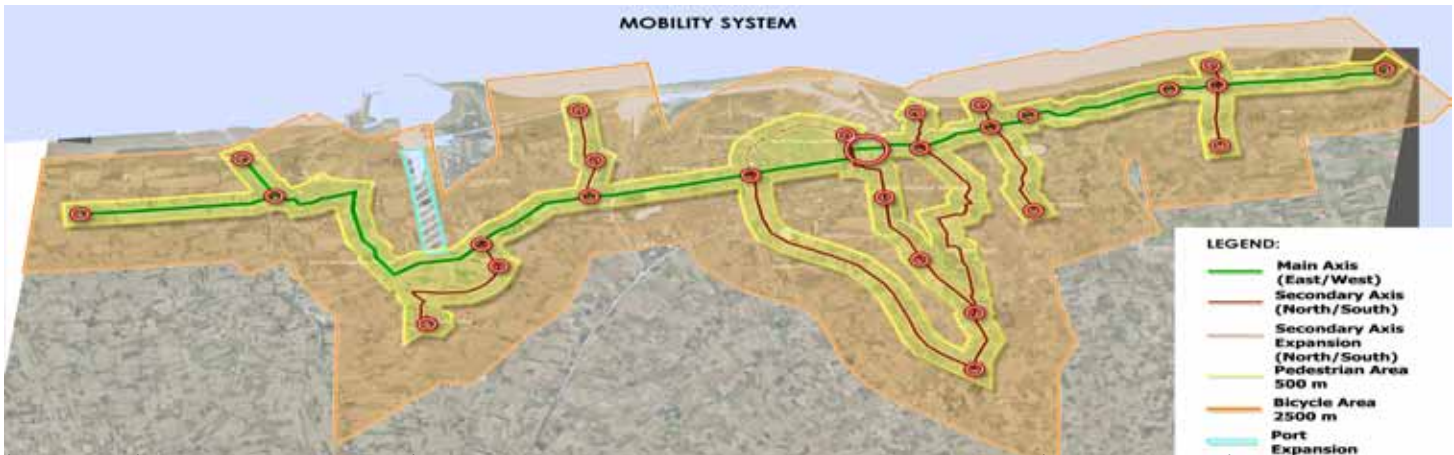 MOBILITY SYSTEM
LEGEND:
Main Axis
(East/West)
Secondary Axis
(North/South)
Secondary Axis
Expansion
(North/South)
Pedestrian Area
500 m
Bicycle Area
2500 m
Port
Expansion